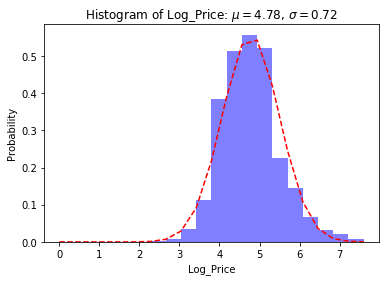 Histogram of Log_Price: μ = 4.78, σ = 0.72
Probability
0.5
0.4
0.3
0.2
0.1
0.0
0 1 2 3 4 5 6 7
Log_Price